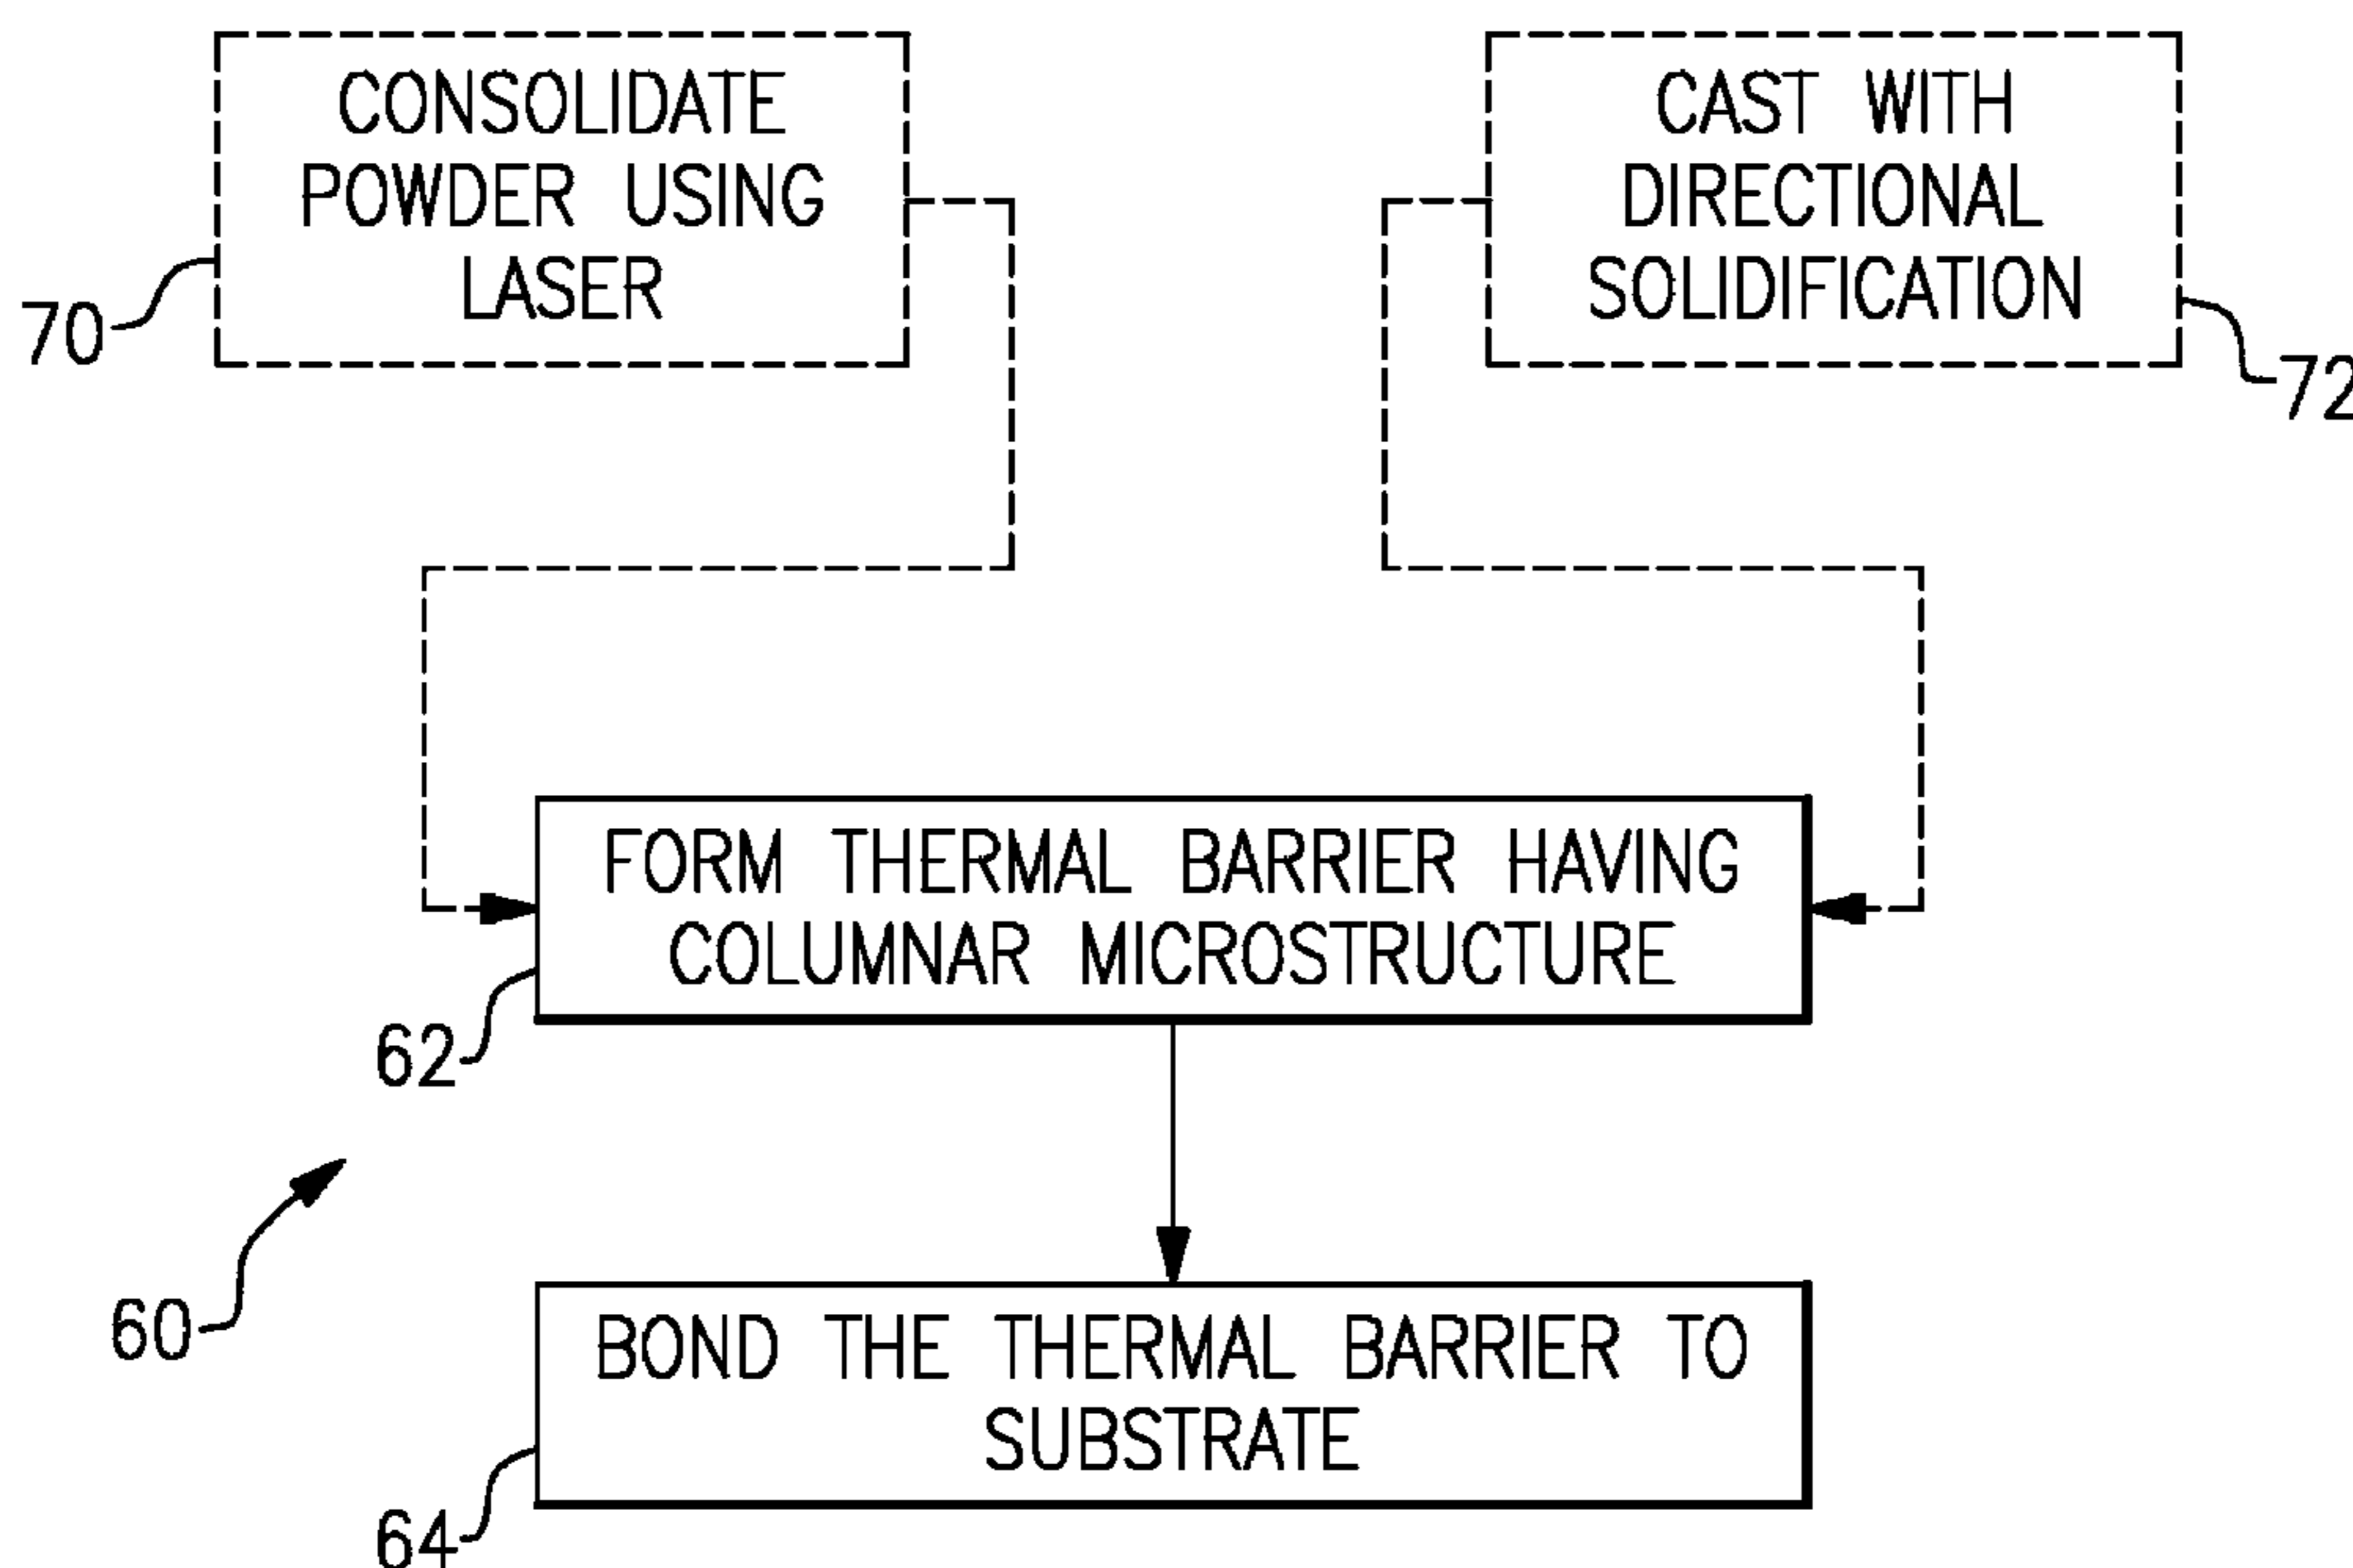 CONSOLIDATE
POWDER USING
LASER
70
CAST WITH
DIRECTIONAL
SOLIDIFICATION
72
FORM THERMAL BARRIER HAVING
COLUMNAR MICROSTRUCTURE
62
60
BOND THE THERMAL BARRIER TO
SUBSTRATE
64